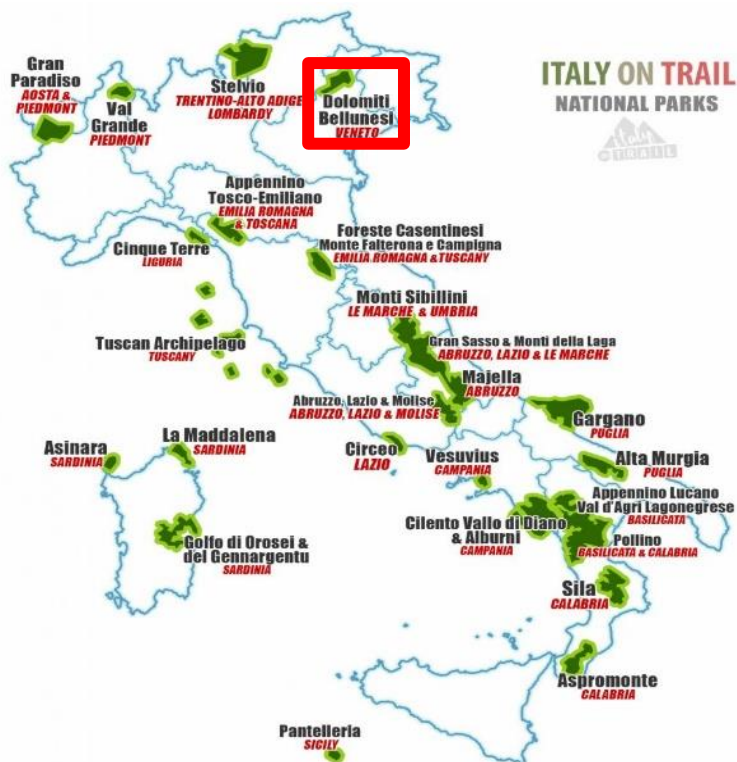 ITALY ON TRAIL
NATIONAL PARKS
TRAIL
Gran
Paradiso
AOSTA &
PIEDMONT
Val
Grande
PIEDMONT
Stelvio
TRENTINO-ALTO ADIGE
LOMBARDY
Dolomiti
Bellunesi
VENETO
Appennino
Tosco-Emiliano
EMILIA ROMAGNA
& TOSCANA
Cinque Terre
LIGURIA
Foreste Casentinesi
Monte Falterona e Campigna
EMILIA ROMAGNA & TUSCANY
Monti Sibillini
LE MARCHE & UMBRIA
Tuscan Archipelago
TUSCANY
Gran Sasso & Monti della Laga
ABRUZZO, LAZIO & LE MARCHE
Majella
ABRUZZO
Abruzzo, Lazio & Molise
ABRUZZO, LAZIO & MOLISE
Gargano
PUGLIA
Asinara
SARDINIA
La Maddalena
SARDINIA
Circeo
LAZIO
Vesuvius
CAMPANIA
Alta Murgia
PUGLIA
Appennino Lucano
Val d'Agri Lagonegrese
BASILICATA
Cilento Vallo di Diano
& Alburni
CAMPANIA
Pollino
BASILICATA & CALABRIA
Golfo di Orosei &
del Gennargentu
SARDINIA
Sila
CALABRIA
Aspromonte
CALABRIA
Pantelleria
SICILY